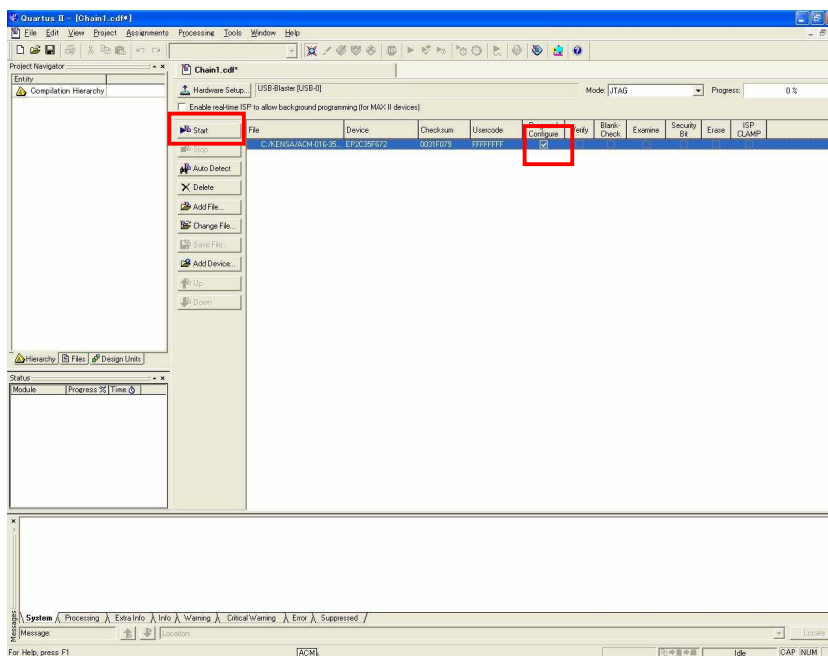 Quartus II - [Chain1.cdf*]
File Edit View Project Assignments Processing Tools Window Help
Project Navigator
Entity
Compilation Hierarchy
Hierarchy Files Design Units
Status
Module Progress % Time
Chain1.cdf*
Hardware Setup... USB-Blaster [USB-0] Mode: JTAG Progress: 0 %
Enable real-time ISP to allow background programming (for MAX II devices)
Start
Stop
Auto Detect
Delete
Add File...
Change File...
Save File...
Add Device...
Up
Down
File Device Checksum Usercode Configure Verify Blank-Check Examine Security Bit Erase ISP CLAMP
C:/KENSA/ACM-016-35... EP2C35F672 0031F079 FFFFFFFF
Messages
System Processing Extra Info Info Warning Critical Warning Error Suppressed
Message: Location: Locate
For Help, press F1 [ACM] Idle CAP NUM